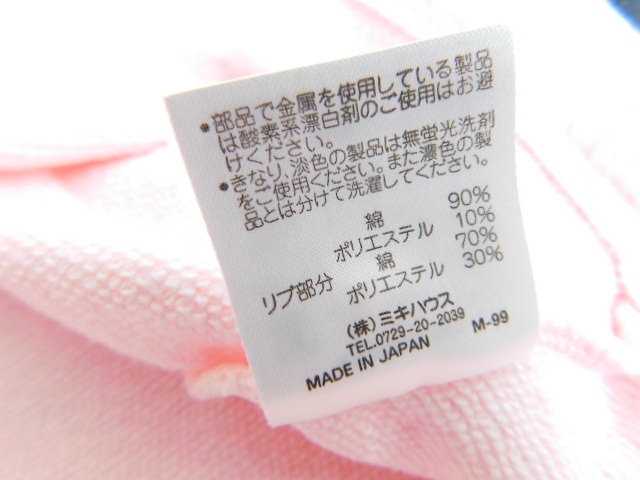 •部品で金属を使用している製品
は酸素系漂白剤のご使用はお避
けください。
•きなり、淡色の製品は無蛍光洗剤
をご使用ください。また濃色の製
品とは分けて洗濯してください。
綿 90%
ポリエステル 10%
リブ部分 綿 70%
ポリエステル 30%
(株)ミキハウス
TEL.0729-20-2039
MADE IN JAPAN M-99